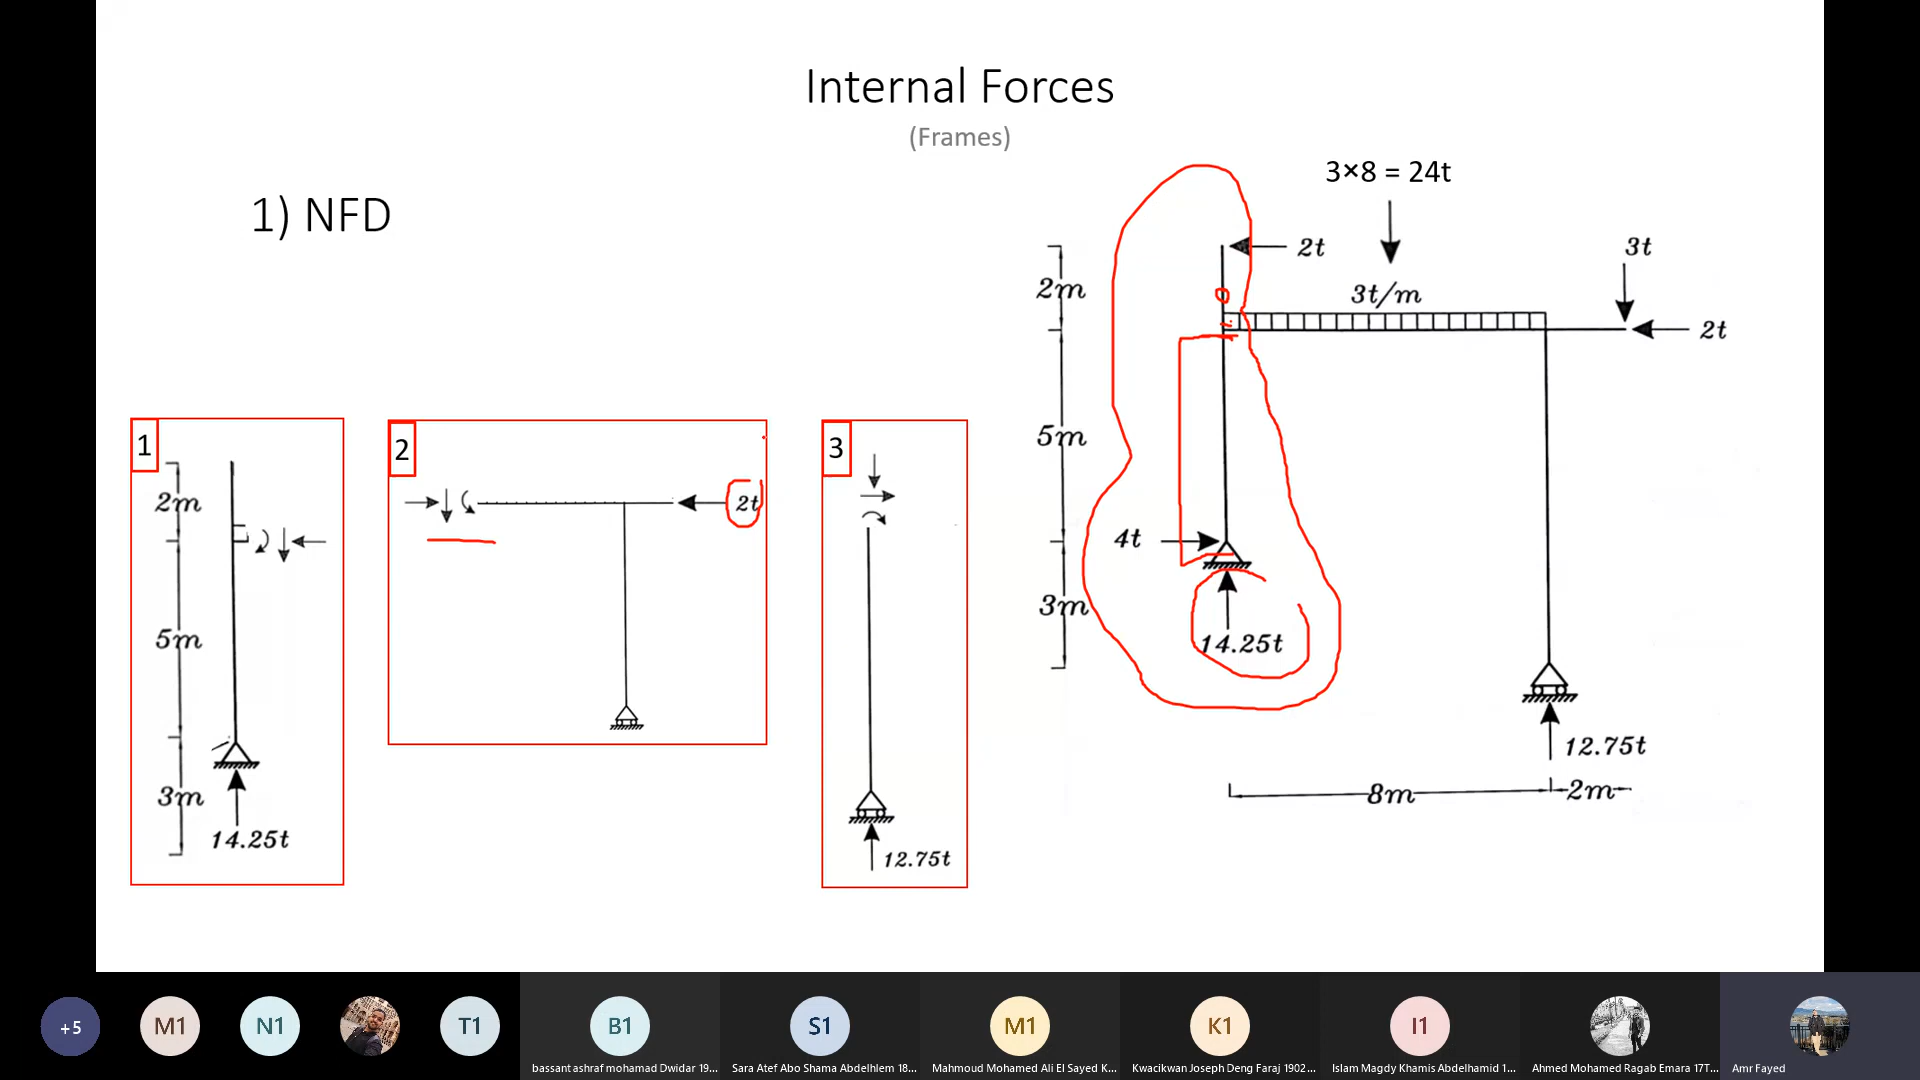 Internal Forces
(Frames)
1) NFD
3×8 = 24t
2t
3t
2m
3t/m
2t
5m
4t
3m
14.25t
12.75t
8m
2m
1
2m
5m
3m
14.25t
2
2t
3
12.75t
+5
M1
N1
T1
B1
bassant ashraf mohamad Dwidar 19...
S1
Sara Atef Abo Shama Abdelhlem 18...
M1
Mahmoud Mohamed Ali El Sayed K...
K1
Kwacikwan Joseph Deng Faraj 1902...
I1
Islam Magdy Khamis Abdelhamid 1...
Ahmed Mohamed Ragab Emara 17T...
Amr Fayed